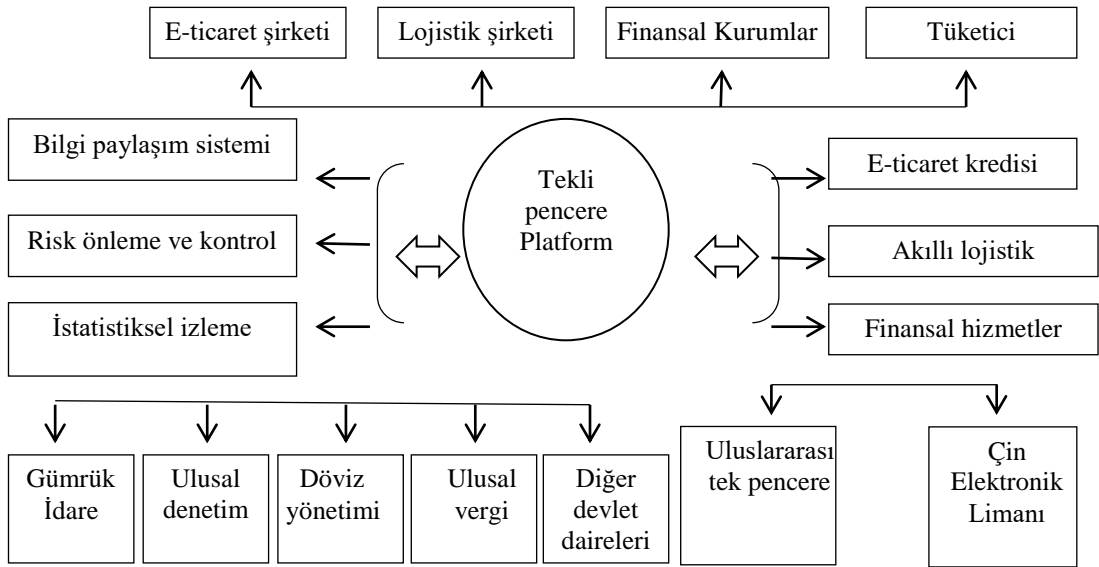 E-ticaret şirketi
Lojistik şirketi
Finansal Kurumlar
Tüketici
Bilgi paylaşım sistemi
Risk önleme ve kontrol
İstatistiksel izleme
Tekli
pencere
Platform
E-ticaret kredisi
Akıllı lojistik
Finansal hizmetler
Gümrük
İdare
Ulusal
denetim
Döviz
yönetimi
Ulusal
vergi
Diğer
devlet
daireleri
Uluslararası
tek pencere
Çin
Elektronik
Limanı